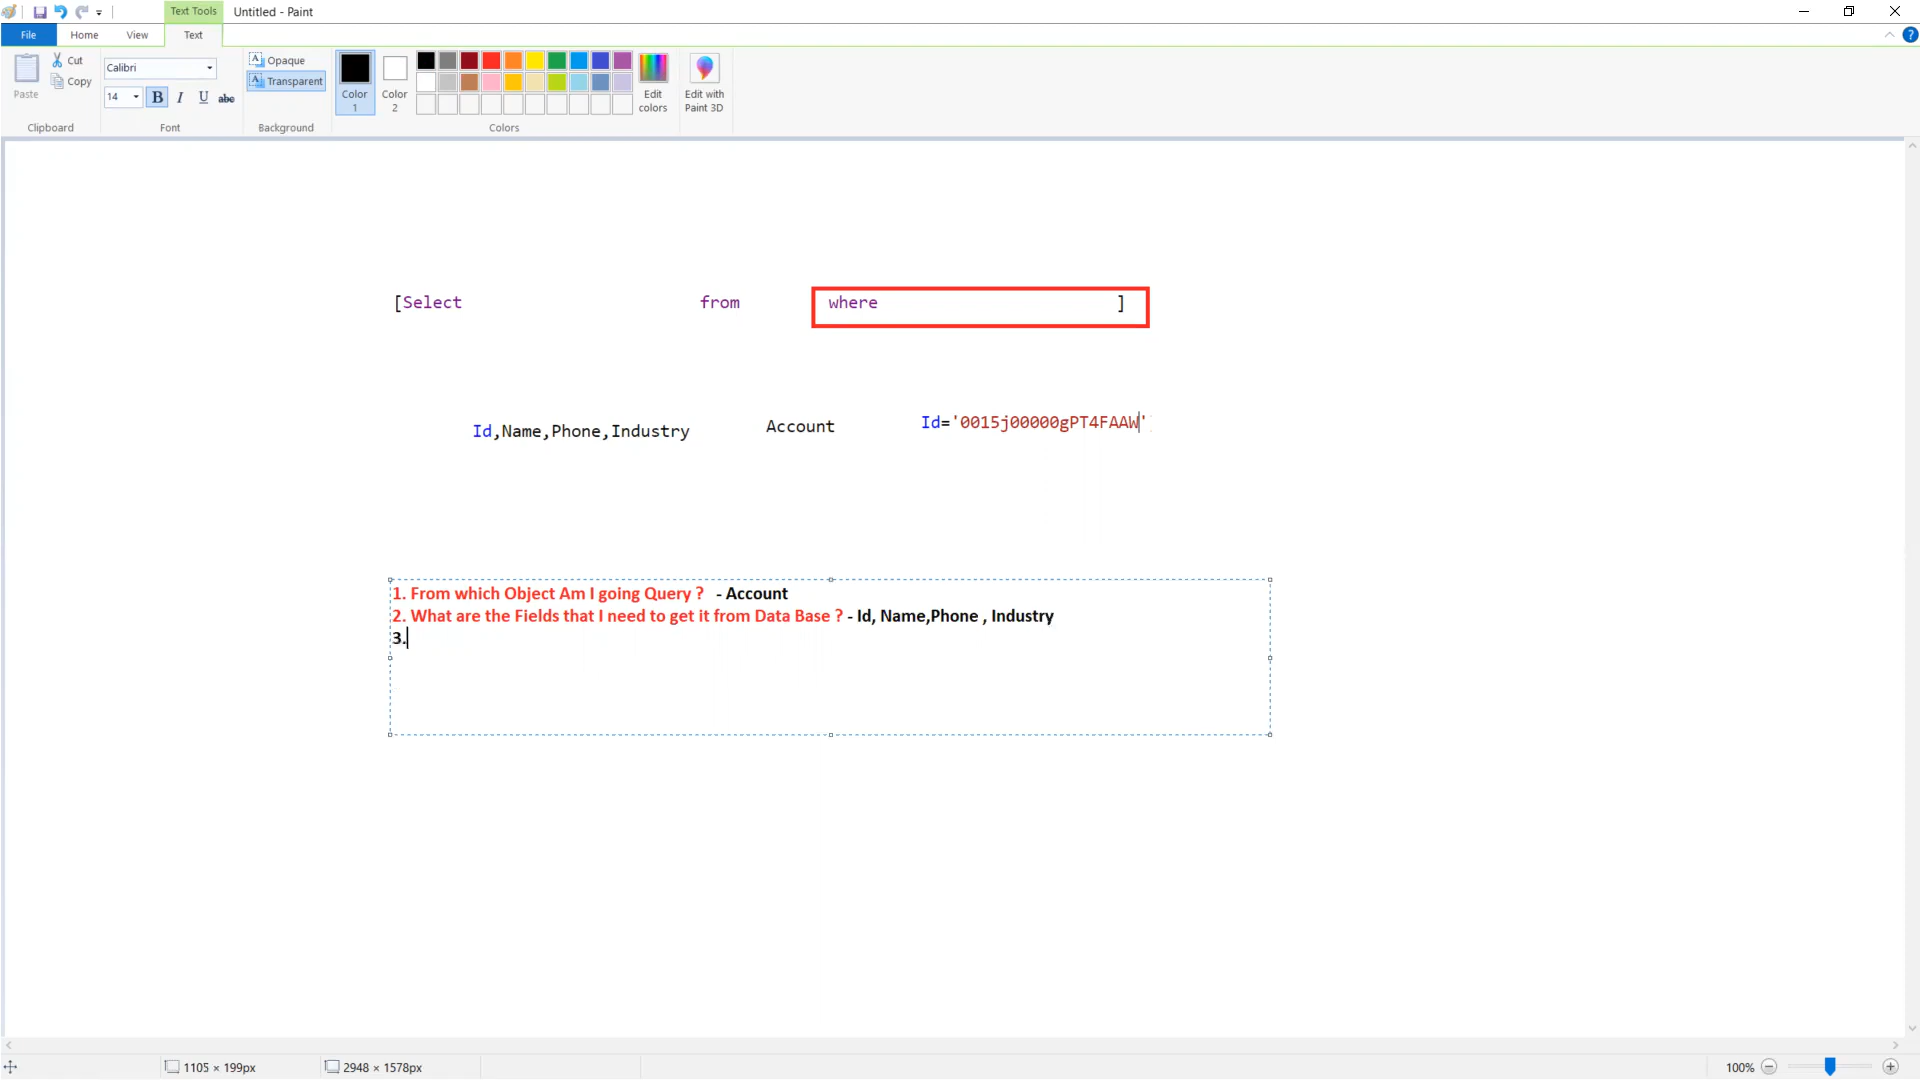 Text Tools
Untitled - Paint
File
Home
View
Text
Paste
Cut
Copy
Clipboard
Calibri
14
B I U abc
Font
Opaque
Transparent
Background
Color 1
Color 2
Colors
Edit colors
Edit with Paint 3D
[Select from where ]
Id,Name,Phone,Industry Account Id='0015j00000gPT4FAAW'
1. From which Object Am I going Query ? - Account
2. What are the Fields that I need to get it from Data Base ? - Id, Name,Phone , Industry
3.
1105 × 199px
2948 × 1578px
100%